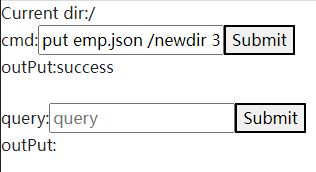 Current dir:/
cmd: put emp.json /newdir 3 Submit
outPut:success
query: query Submit
outPut: